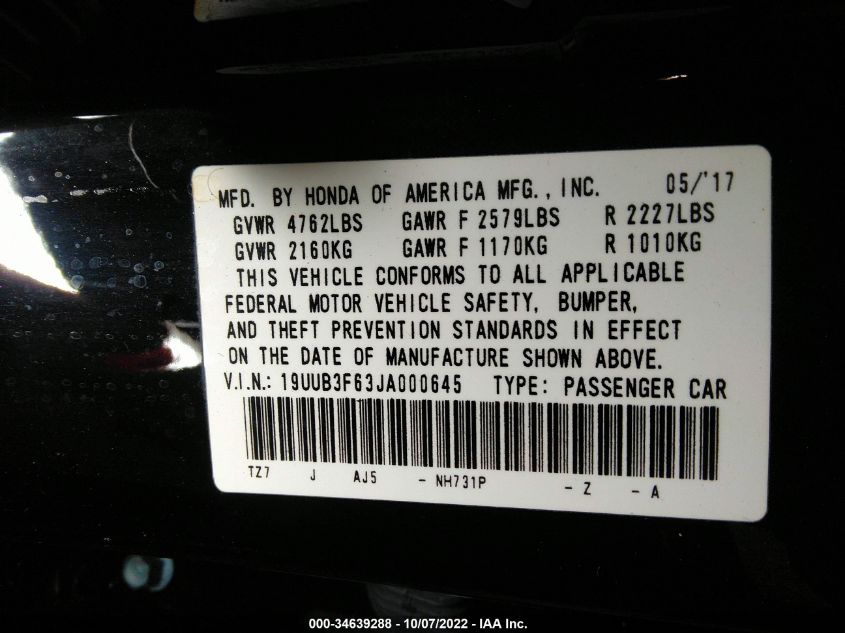 MFD. BY HONDA OF AMERICA MFG., INC. 05/'17
GVWR 4762LBS GAWR F 2579LBS R 2227LBS
GVWR 2160KG GAWR F 1170KG R 1010KG
THIS VEHICLE CONFORMS TO ALL APPLICABLE
FEDERAL MOTOR VEHICLE SAFETY, BUMPER,
AND THEFT PREVENTION STANDARDS IN EFFECT
ON THE DATE OF MANUFACTURE SHOWN ABOVE.
V.I.N.: 19UUB3F63JA000645 TYPE: PASSENGER CAR
TZ7 J AJ5 - NH731P - Z - A
000-34639288 - 10/07/2022 - IAA Inc.